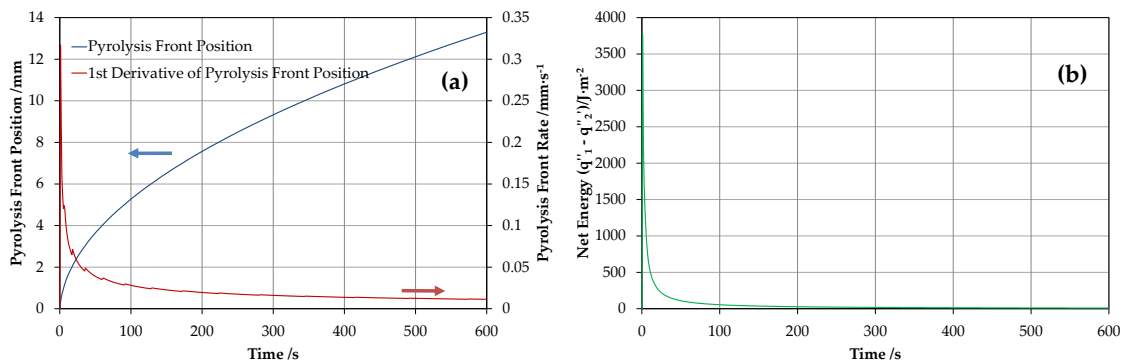 14
12
10
8
6
4
2
0
Pyrolysis Front Position /mm
Pyrolysis Front Position
1st Derivative of Pyrolysis Front Position
(a)
0.35
0.3
0.25
0.2
0.15
0.1
0.05
0
Pyrolysis Front Rate /mm·s⁻¹
0 100 200 300 400 500 600
Time /s
4000
3500
3000
2500
2000
1500
1000
500
0
Net Energy (q''₁ - q''₂')/J·m⁻²
(b)
0 100 200 300 400 500 600
Time /s